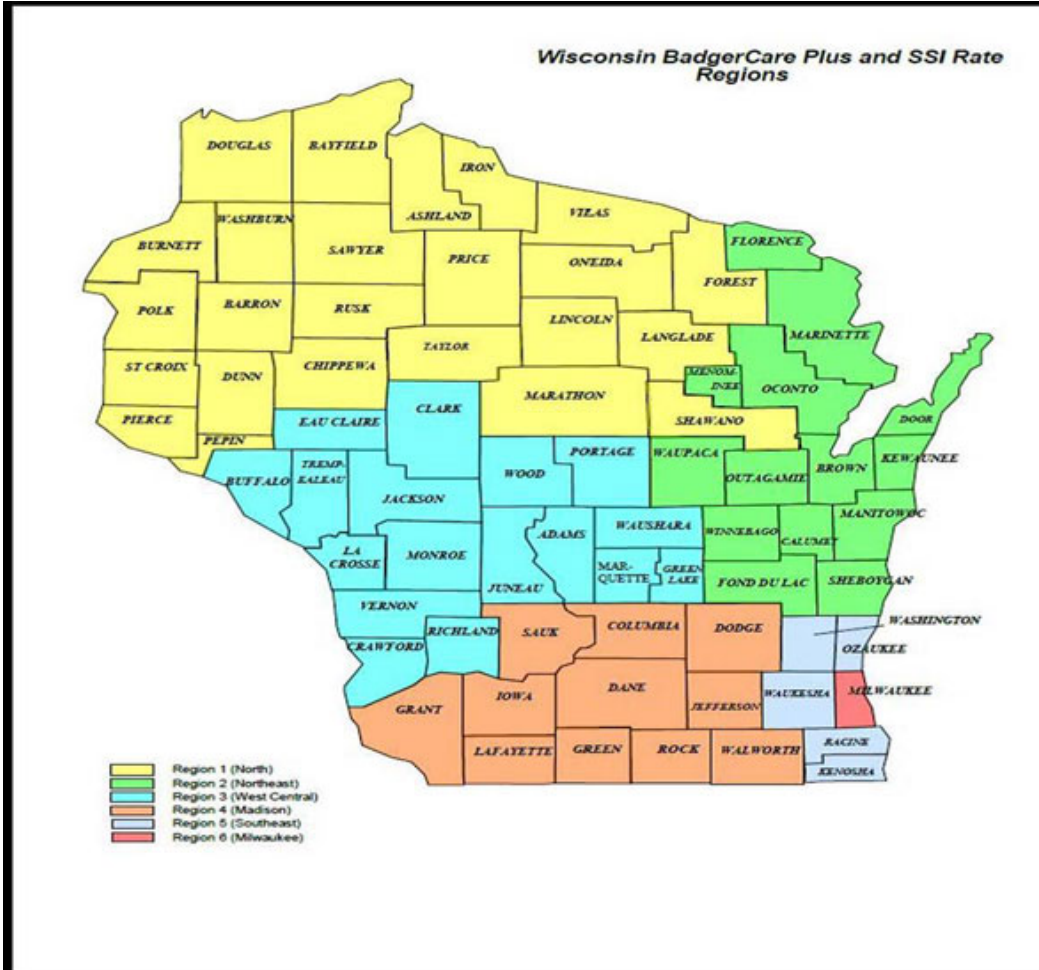 Wisconsin BadgerCare Plus and SSI Rate
Regions
DOUGLAS
BAYFIELD
IRON
ASHLAND
VILAS
WASHBURN
BURNETT
SAWYER
PRICE
ONEIDA
FLORENCE
FOREST
POLK
BARRON
RUSK
LINCOLN
LANGLADE
MARINETTE
TAYLOR
ST CROIX
DUNN
CHIPPEWA
MENOM-
INEE
OCONTO
MARATHON
CLARK
PIERCE
EAU CLAIRE
SHAWANO
DOOR
PEPIN
BUFFALO
TREMP-
EALEAU
WOOD
PORTAGE
WAUPACA
OUTAGAMIE
BROWN
KEWAUNEE
JACKSON
MANITOWOC
WAUSHARA
ADAMS
WINNEBAGO
CALUMET
LA
CROSSE
MONROE
JUNEAU
MAR-
QUETTE
GREEN
LAKE
FOND DU LAC
SHEBOYGAN
VERNON
RICHLAND
SAUK
COLUMBIA
DODGE
WASHINGTON
CRAWFORD
OZAUKEE
GRANT
IOWA
DANE
JEFFERSON
WAUKESHA
MILWAUKEE
LAFAYETTE
GREEN
ROCK
WALWORTH
RACINE
KENOSHA
Region 1 (North)
Region 2 (Northeast)
Region 3 (West Central)
Region 4 (Madison)
Region 5 (Southeast)
Region 6 (Milwaukee)